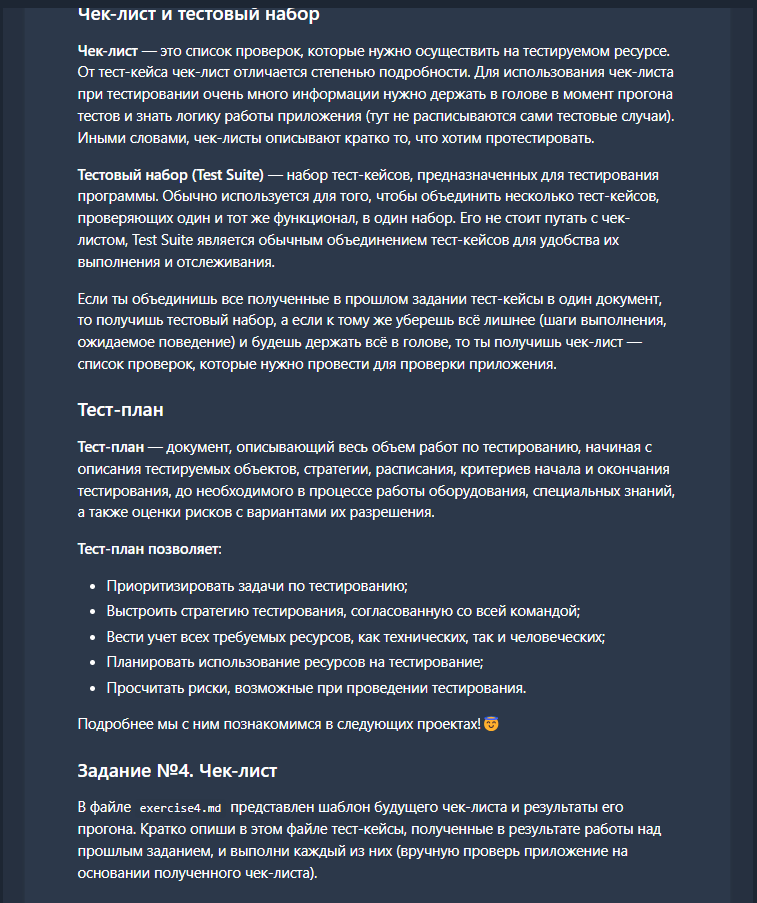 Чек-лист и тестовый набор
Чек-лист — это список проверок, которые нужно осуществить на тестируемом ресурсе.
От тест-кейса чек-лист отличается степенью подробности. Для использования чек-листа
при тестировании очень много информации нужно держать в голове в момент прогона
тестов и знать логику работы приложения (тут не расписываются сами тестовые случаи).
Иными словами, чек-листы описывают кратко то, что хотим протестировать.
Тестовый набор (Test Suite) — набор тест-кейсов, предназначенных для тестирования
программы. Обычно используется для того, чтобы объединить несколько тест-кейсов,
проверяющих один и тот же функционал, в один набор. Его не стоит путать с чек-
листом, Test Suite является обычным объединением тест-кейсов для удобства их
выполнения и отслеживания.
Если ты объединишь все полученные в прошлом задании тест-кейсы в один документ,
то получишь тестовый набор, а если к тому же уберешь всё лишнее (шаги выполнения,
ожидаемое поведение) и будешь держать всё в голове, то ты получишь чек-лист —
список проверок, которые нужно провести для проверки приложения.
Тест-план
Тест-план — документ, описывающий весь объем работ по тестированию, начиная с
описания тестируемых объектов, стратегии, расписания, критериев начала и окончания
тестирования, до необходимого в процессе работы оборудования, специальных знаний,
а также оценки рисков с вариантами их разрешения.
Тест-план позволяет:
• Приоритизировать задачи по тестированию;
• Выстроить стратегию тестирования, согласованную со всей командой;
• Вести учет всех требуемых ресурсов, как технических, так и человеческих;
• Планировать использование ресурсов на тестирование;
• Просчитать риски, возможные при проведении тестирования.
Подробнее мы с ним познакомимся в следующих проектах!😇
Задание №4. Чек-лист
В файле exercise4.md представлен шаблон будущего чек-листа и результаты его
прогона. Кратко опиши в этом файле тест-кейсы, полученные в результате работы над
прошлым заданием, и выполни каждый из них (вручную проверь приложение на
основании полученного чек-листа).